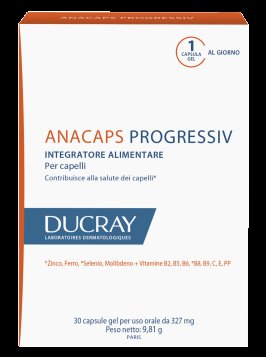 1
CAPSULA
GEL
AL GIORNO
ANACAPS PROGRESSIV
INTEGRATORE ALIMENTARE
Per capelli
Contribuisce alla salute dei capelli*
DUCRAY
LABORATOIRES DERMATOLOGIQUES
*Zinco, Ferro, *Selenio, Molibdeno + Vitamine B2, B5, B6, *B8, B9, C, E, PP
30 capsule gel per uso orale da 327 mg
Peso netto: 9,81 g
PARIS